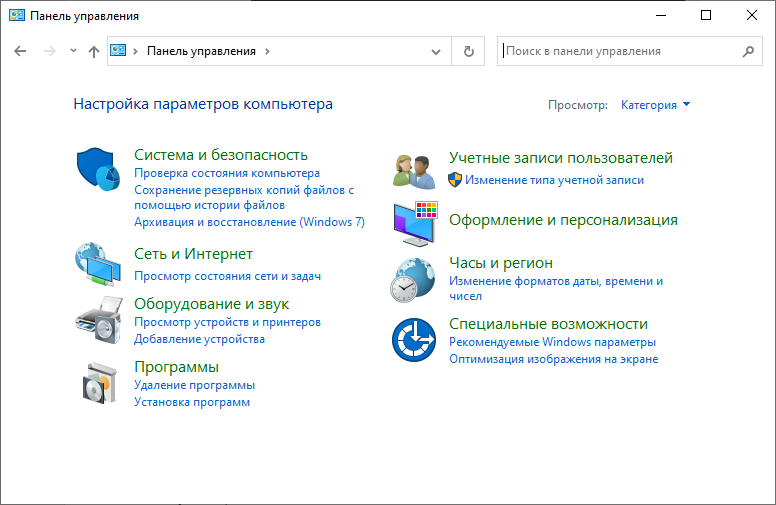 Панель управления
Панель управления
Поиск в панели управления
Настройка параметров компьютера
Просмотр: Категория
Система и безопасность
Проверка состояния компьютера
Сохранение резервных копий файлов с
помощью истории файлов
Архивация и восстановление (Windows 7)
Сеть и Интернет
Просмотр состояния сети и задач
Оборудование и звук
Просмотр устройств и принтеров
Добавление устройства
Программы
Удаление программы
Установка программ
Учетные записи пользователей
Изменение типа учетной записи
Оформление и персонализация
Часы и регион
Изменение форматов даты, времени и
чисел
Специальные возможности
Рекомендуемые Windows параметры
Оптимизация изображения на экране